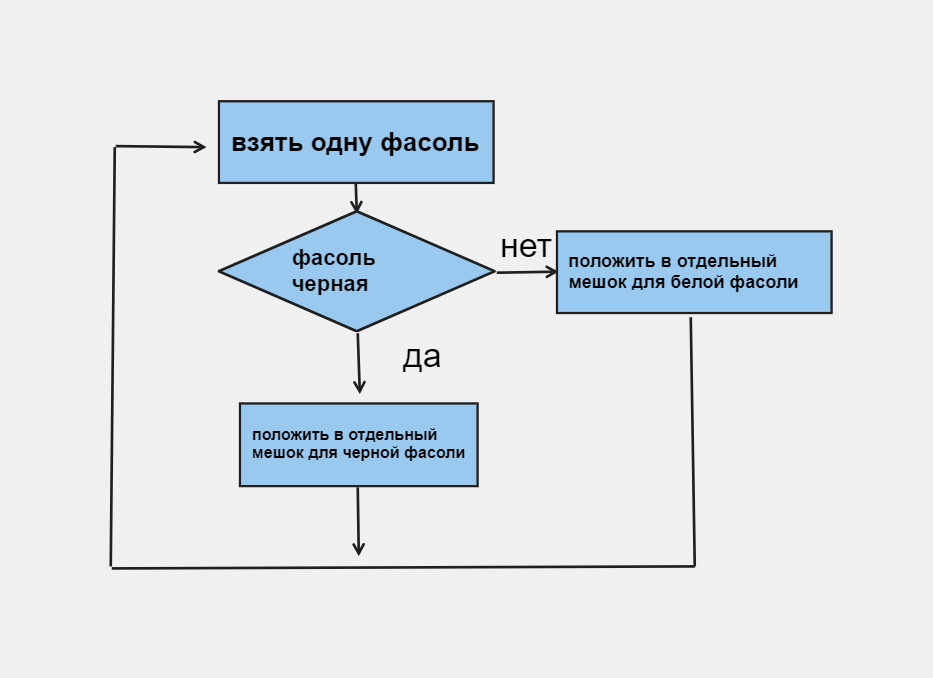 взять одну фасоль
фасоль
черная
нет
положить в отдельный
мешок для белой фасоли
да
положить в отдельный
мешок для черной фасоли